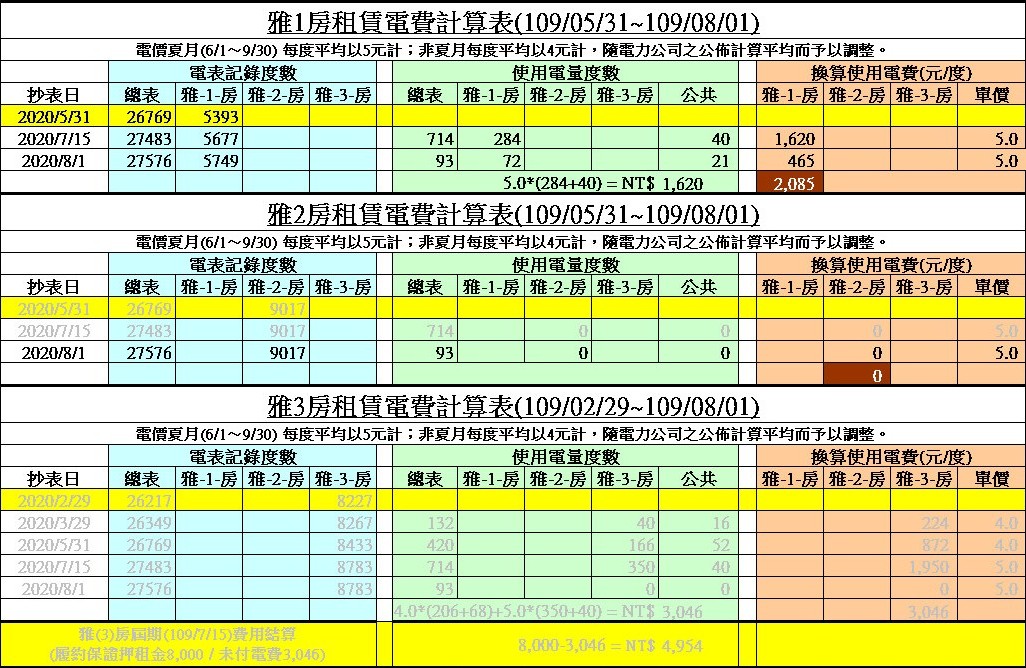 雅1房租賃電費計算表(109/05/31~109/08/01)
電價夏月(6/1～9/30) 每度平均以5元計；非夏月每度平均以4元計，隨電力公司之公佈計算平均而予以調整。
電表記錄度數 使用電量度數 換算使用電費(元/度)
抄表日 總表 雅-1-房 雅-2-房 雅-3-房 總表 雅-1-房 雅-2-房 雅-3-房 公共 雅-1-房 雅-2-房 雅-3-房 單價
2020/5/31 26769 5393
2020/7/15 27483 5677 714 284 40 1,620 5.0
2020/8/1 27576 5749 93 72 21 465 5.0
5.0*(284+40) = NT$ 1,620 2,085
雅2房租賃電費計算表(109/05/31~109/08/01)
電價夏月(6/1～9/30) 每度平均以5元計；非夏月每度平均以4元計，隨電力公司之公佈計算平均而予以調整。
電表記錄度數 使用電量度數 換算使用電費(元/度)
抄表日 總表 雅-1-房 雅-2-房 雅-3-房 總表 雅-1-房 雅-2-房 雅-3-房 公共 雅-1-房 雅-2-房 雅-3-房 單價
2020/5/31 26769 9017
2020/7/15 27483 9017 714 0 0 0 5.0
2020/8/1 27576 9017 93 0 0 0 5.0
0
雅3房租賃電費計算表(109/02/29~109/08/01)
電價夏月(6/1～9/30) 每度平均以5元計；非夏月每度平均以4元計，隨電力公司之公佈計算平均而予以調整。
電表記錄度數 使用電量度數 換算使用電費(元/度)
抄表日 總表 雅-1-房 雅-2-房 雅-3-房 總表 雅-1-房 雅-2-房 雅-3-房 公共 雅-1-房 雅-2-房 雅-3-房 單價
2020/2/29 26217 8227
2020/3/29 26349 8267 132 40 16 224 4.0
2020/5/31 26769 8433 420 166 52 872 4.0
2020/7/15 27483 8783 714 350 40 1,950 5.0
2020/8/1 27576 8783 93 0 0 0 5.0
4.0*(206+68)+5.0*(350+40) = NT$ 3,046 3,046
雅(3)房屆期(109/7/15)費用結算
(履約保證押租金8,000 / 未付電費3,046) 8,000-3,046 = NT$ 4,954